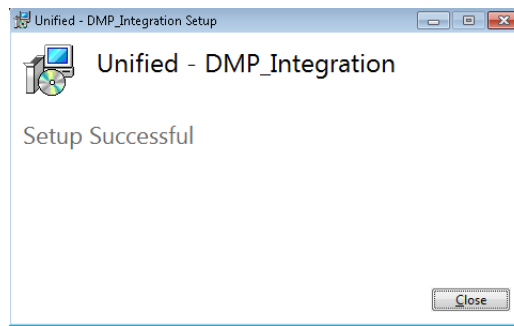 Unified - DMP_Integration Setup
Unified - DMP_Integration
Setup Successful
Close